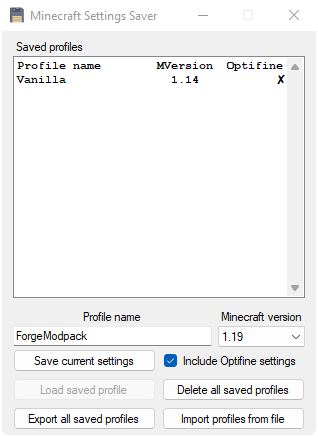 Minecraft Settings Saver
Saved profiles
Profile name MVersion Optifine
Vanilla 1.14 ✗
Profile name Minecraft version
ForgeModpack 1.19
Save current settings Include Optifine settings
Load saved profile Delete all saved profiles
Export all saved profiles Import profiles from file